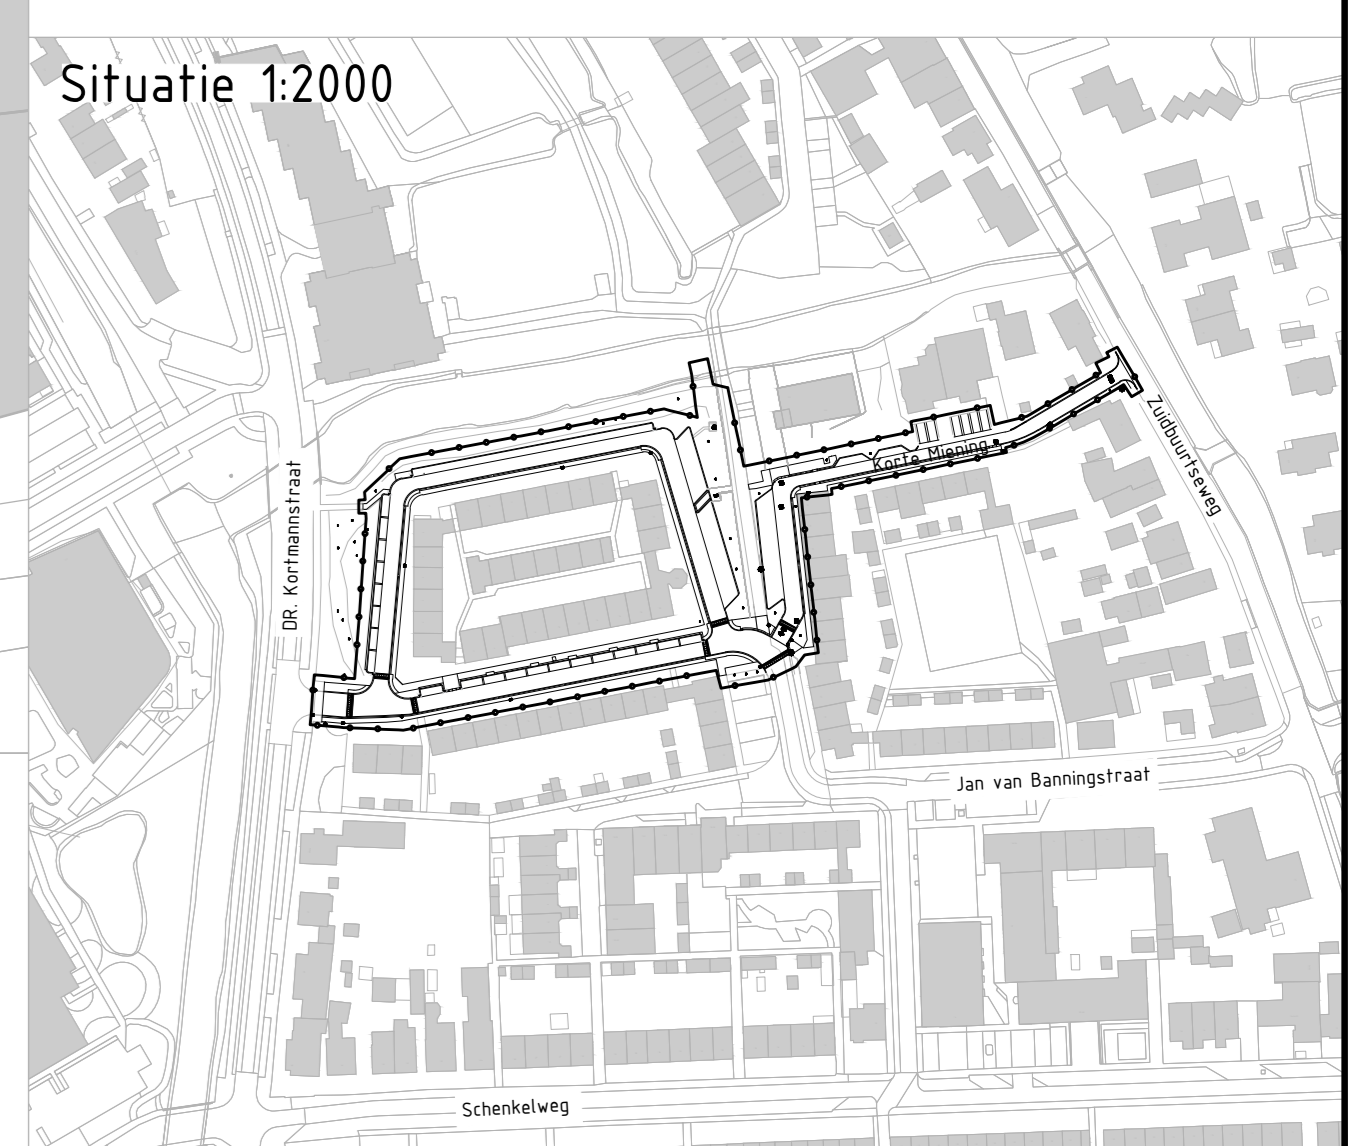 Situatie 1:2000
Zuidbuurtseweg
Korte Miening
DR. Kortmannstraat
Jan van Banningstraat
Schenkelweg